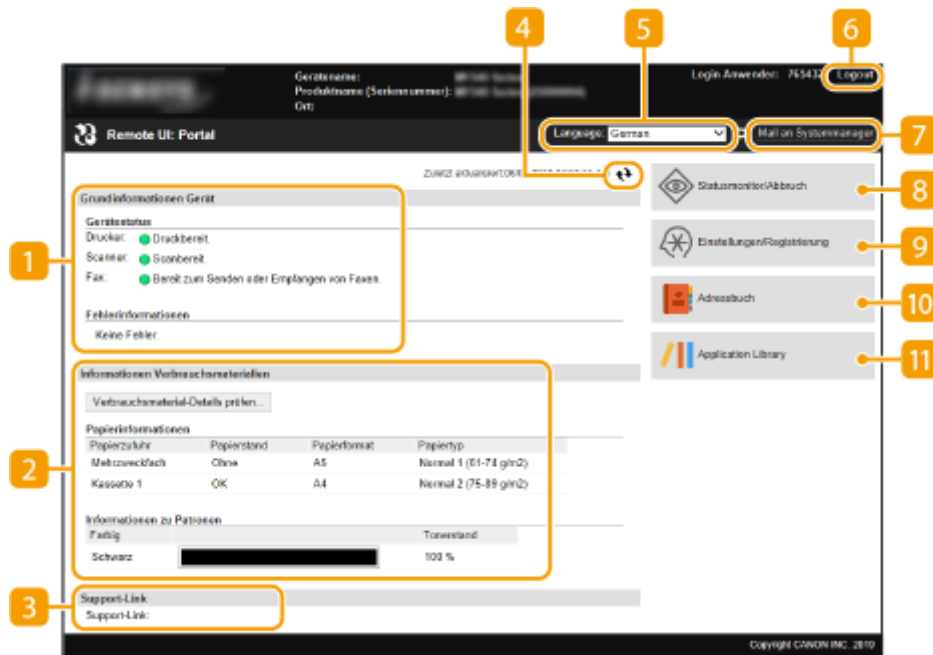 4 5 6
Gerätename:
Login Anwender: 765432 Logout
Produktname (Seriennummer):
Ort:
Remote UI: Portal
Language: German
Mail an Systemmanager 7
Zuletzt aktualisiert:
Grundinformationen Gerät
Statusmonitor/Abbruch 8
Gerätestatus
Drucker: Druckbereit.
Scanner: Scanbereit.
Fax: Bereit zum Senden oder Empfangen von Faxen.
1
Einstellungen/Registrierung 9
Fehlerinformationen
Keine Fehler.
Adressbuch 10
Application Library 11
Informationen Verbrauchsmaterialien
Verbrauchsmaterial-Details prüfen...
Papierinformationen
Papierzufuhr Papierstand Papierformat Papiertyp
Mehrzweckfach Ohne A5 Normal 1 (61-74 g/m2)
2
Kassette 1 OK A4 Normal 2 (75-89 g/m2)
Informationen zu Patronen
Farbig Tonerstand
Schwarz 100 %
3
Support-Link
Support-Link:
Copyright CANON INC. 2019